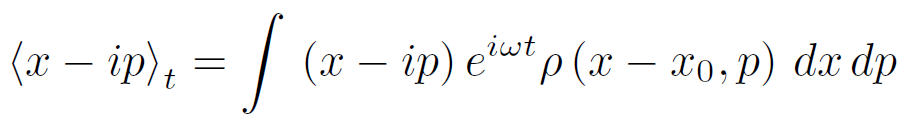 ⟨x − ip⟩_t = ∫ (x − ip) e^{iωt} ρ (x − x_0, p) dx dp